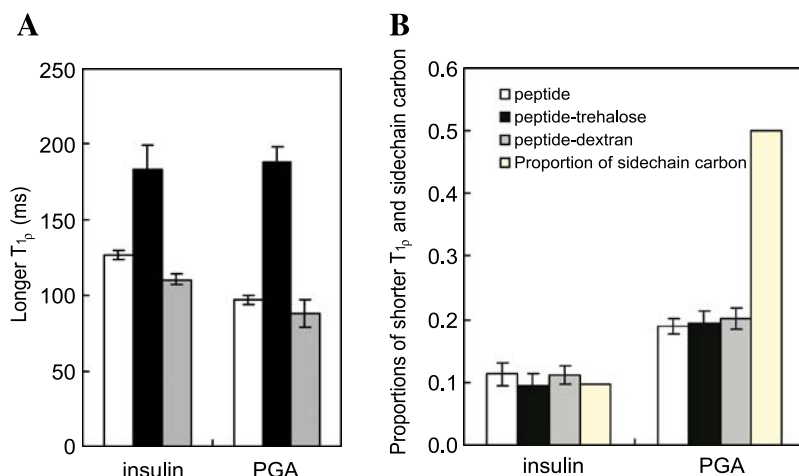 A
Longer T1ρ (ms)
250
200
150
100
50
0
insulin PGA
B
Proportions of shorter T1ρ and sidechain carbon
0.6
0.5
0.4
0.3
0.2
0.1
0.0
peptide
peptide-trehalose
peptide-dextran
Proportion of sidechain carbon
insulin PGA